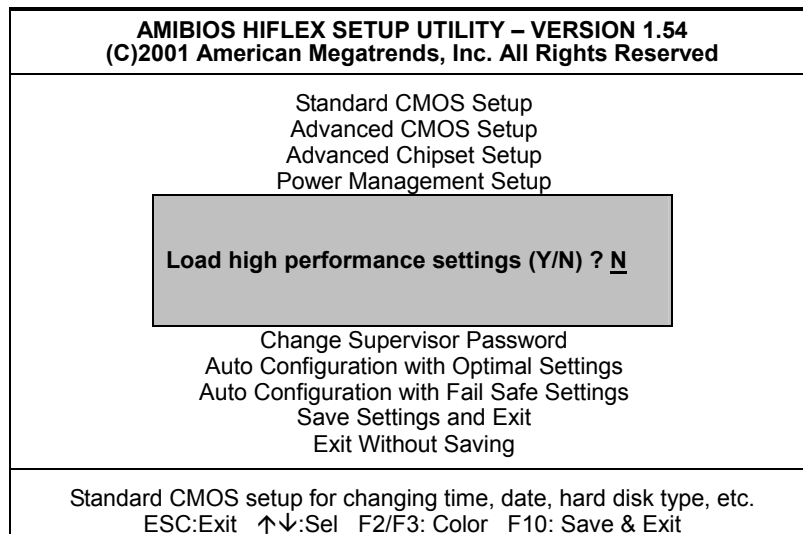 AMIBIOS HIFLEX SETUP UTILITY – VERSION 1.54
(C)2001 American Megatrends, Inc. All Rights Reserved
Standard CMOS Setup
Advanced CMOS Setup
Advanced Chipset Setup
Power Management Setup
Load high performance settings (Y/N) ? N
Change Supervisor Password
Auto Configuration with Optimal Settings
Auto Configuration with Fail Safe Settings
Save Settings and Exit
Exit Without Saving
Standard CMOS setup for changing time, date, hard disk type, etc.
ESC:Exit ↑↓:Sel F2/F3: Color F10: Save & Exit